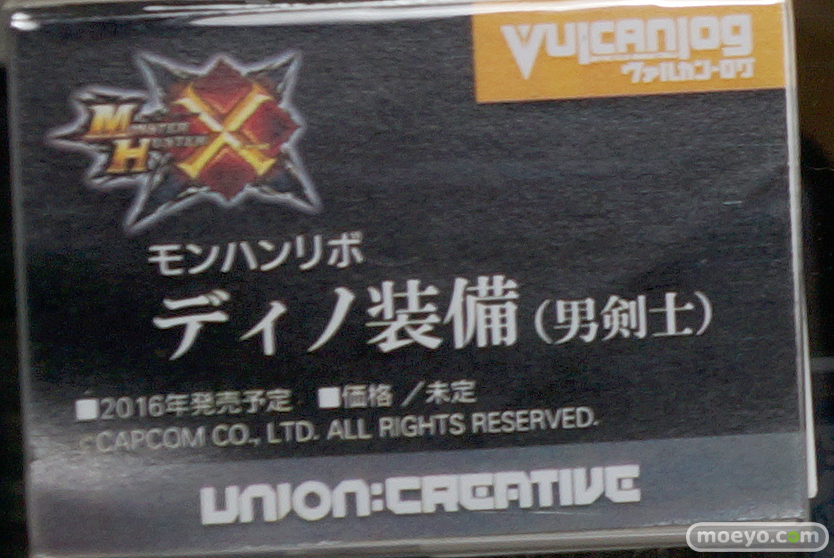 Vulcanlog
ヴァルカン・ログ
MONSTER
HUNTER
X
モンハンリボ
ディノ装備（男剣士）
■2016年発売予定 ■価格／未定
©CAPCOM CO., LTD. ALL RIGHTS RESERVED.
UNION:CREATIVE
moeyo.com